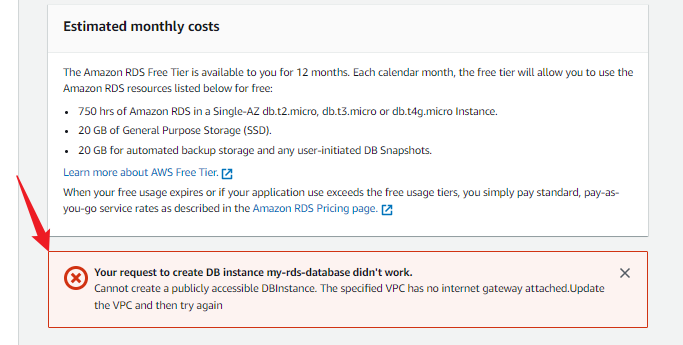 Estimated monthly costs
The Amazon RDS Free Tier is available to you for 12 months. Each calendar month, the free tier will allow you to use the
Amazon RDS resources listed below for free:
• 750 hrs of Amazon RDS in a Single-AZ db.t2.micro, db.t3.micro or db.t4g.micro Instance.
• 20 GB of General Purpose Storage (SSD).
• 20 GB for automated backup storage and any user-initiated DB Snapshots.
Learn more about AWS Free Tier.
When your free usage expires or if your application use exceeds the free usage tiers, you simply pay standard, pay-as-
you-go service rates as described in the Amazon RDS Pricing page.
Your request to create DB instance my-rds-database didn't work.
Cannot create a publicly accessible DBInstance. The specified VPC has no internet gateway attached.Update
the VPC and then try again